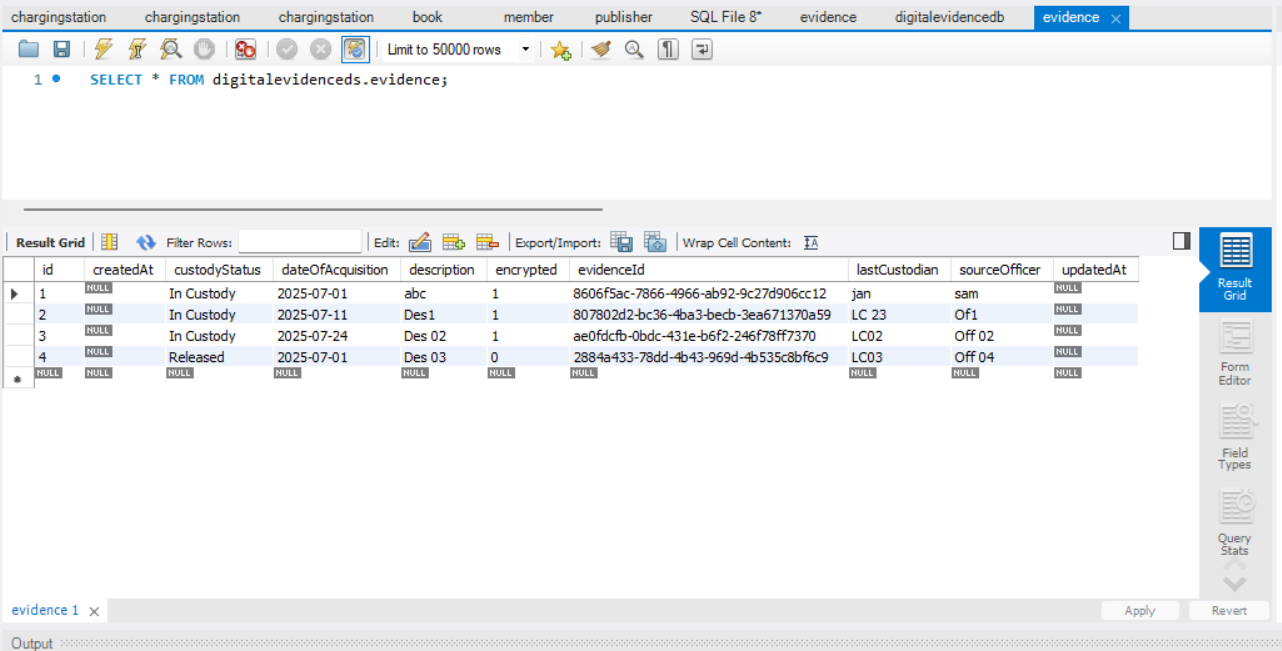 chargingstation chargingstation chargingstation book member publisher SQL File 8* evidence digitalevidencedb evidence
Limit to 50000 rows
1 SELECT * FROM digitalevidenceds.evidence;
Result Grid Filter Rows: Edit: Export/Import: Wrap Cell Content: IA
id createdAt custodyStatus dateOfAcquisition description encrypted evidenceId lastCustodian sourceOfficer updatedAt
1 NULL In Custody 2025-07-01 abc 1 8606f5ac-7866-4966-ab92-9c27d906cc12 jan sam NULL
2 NULL In Custody 2025-07-11 Des1 1 807802d2-bc36-4ba3-becb-3ea671370a59 LC 23 Of1 NULL
3 NULL In Custody 2025-07-24 Des 02 1 ae0fdcfb-0bdc-431e-b6f2-246f78ff7370 LC02 Off 02 NULL
4 NULL Released 2025-07-01 Des 03 0 2884a433-78dd-4b43-969d-4b535c8bf6c9 LC03 Off 04 NULL
NULL NULL NULL NULL NULL NULL NULL NULL NULL NULL
Result
Grid
Form
Editor
Field
Types
Query
Stats
evidence 1 Apply Revert
Output